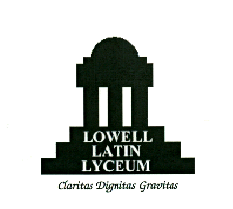 LOWELL
LATIN
LYCEUM
Claritas Dignitas Gravitas